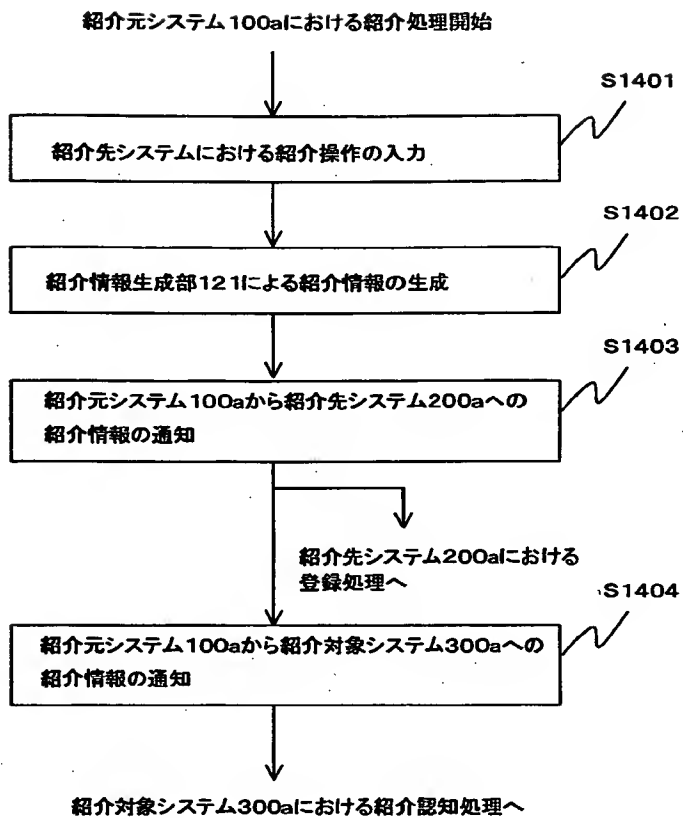 紹介元システム100aにおける紹介処理開始
S1401
紹介先システムにおける紹介操作の入力
S1402
紹介情報生成部121による紹介情報の生成
S1403
紹介元システム100aから紹介先システム200aへの
紹介情報の通知
紹介先システム200aにおける
登録処理へ
S1404
紹介元システム100aから紹介対象システム300aへの
紹介情報の通知
紹介対象システム300aにおける紹介認知処理へ